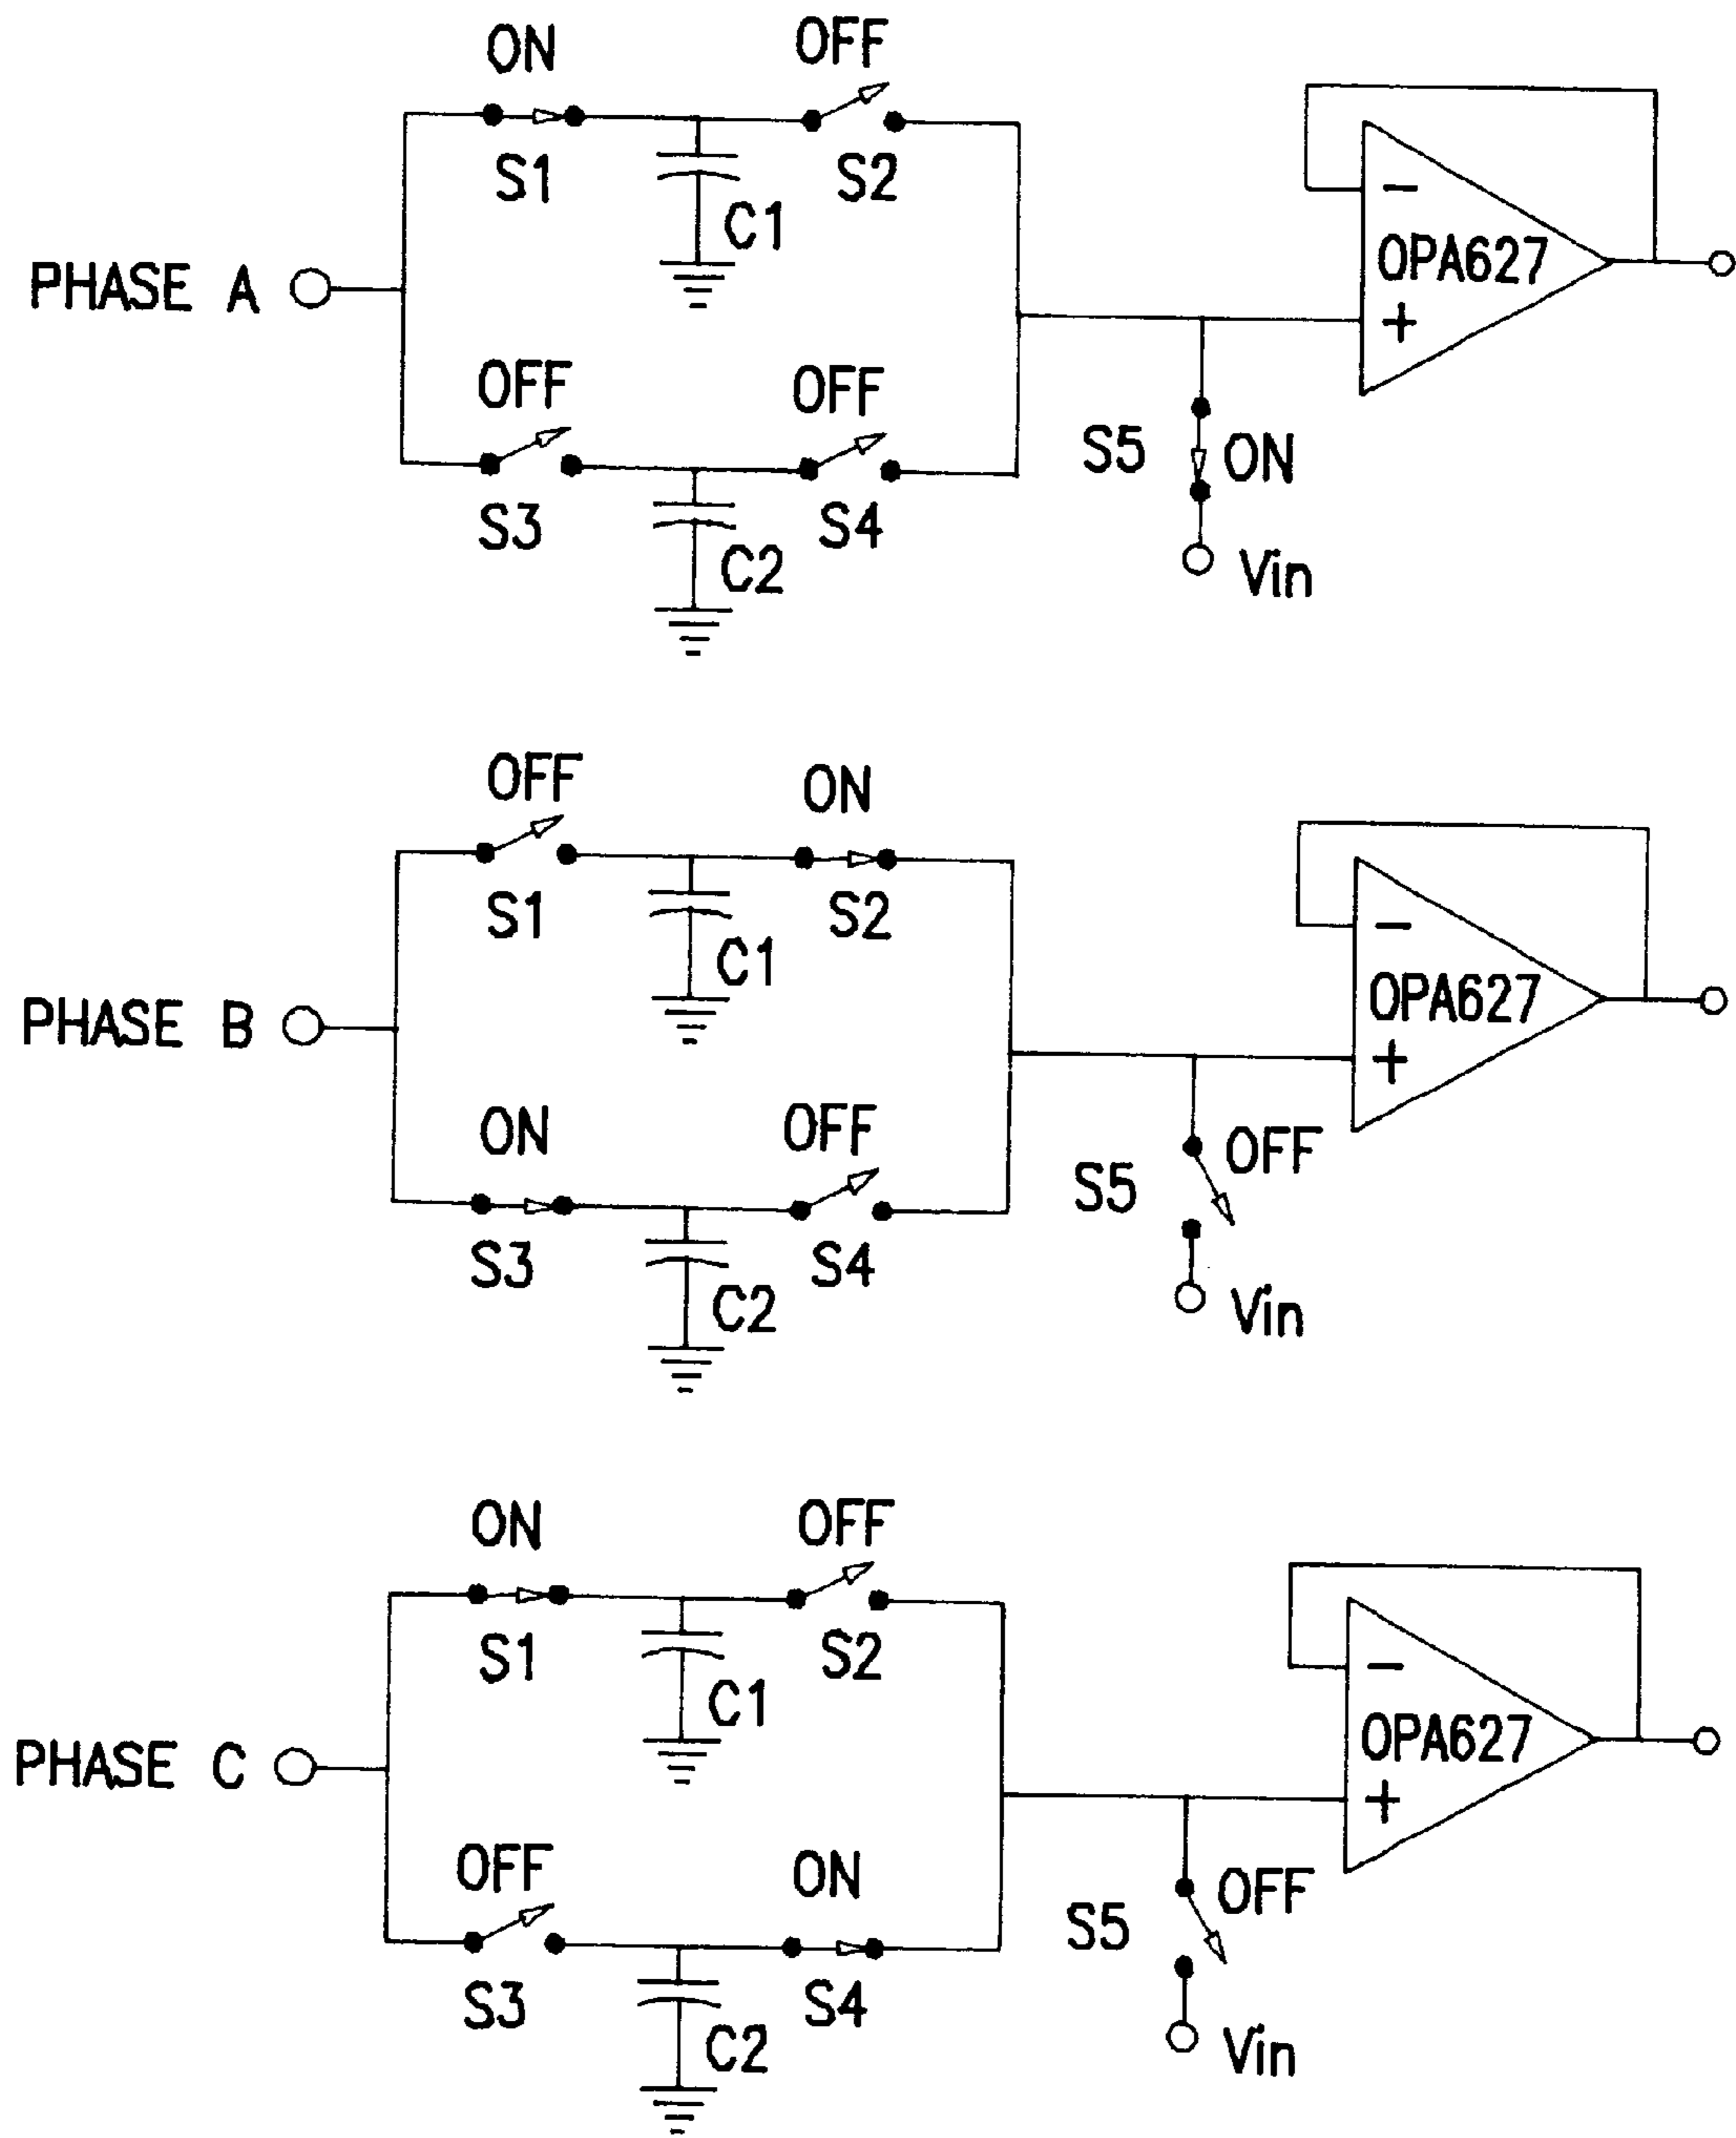 ON OFF
S1 S2
C1
PHASE A
OPA627
−
+
OFF OFF
S5 ON
S3 S4
C2
Vin
OFF ON
S1 S2
C1
PHASE B
OPA627
−
+
ON OFF
S5 OFF
S3 S4
C2
Vin
ON OFF
S1 S2
C1
PHASE C
OPA627
−
+
OFF ON
S5 OFF
S3 S4
C2
Vin